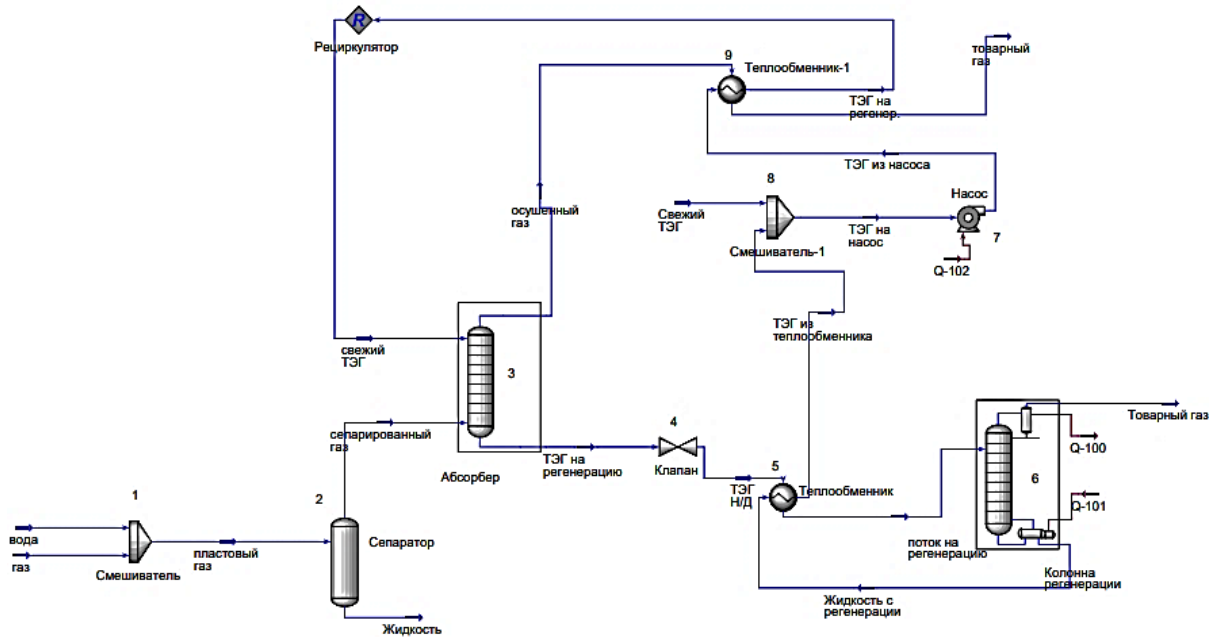 R
Рециркулятор
9
Теплообменник-1
товарный
газ
ТЭГ на
регенер.
ТЭГ из насоса
8
Насос
осушенный
газ
Свежий
ТЭГ
ТЭГ на
насос
7
Смешиватель-1
Q-102
ТЭГ из
теплообменника
свежий
ТЭГ
3
Товарный газ
сепарированный
газ
4
Q-100
ТЭГ на
регенерацию
Клапан
5
6
Абсорбер
ТЭГ
Н/Д
Теплообменник
Q-101
1
2
вода
Сепаратор
поток на
регенерацию
газ
пластовый
газ
Смешиватель
Колонна
регенерации
Жидкость с
регенерации
Жидкость